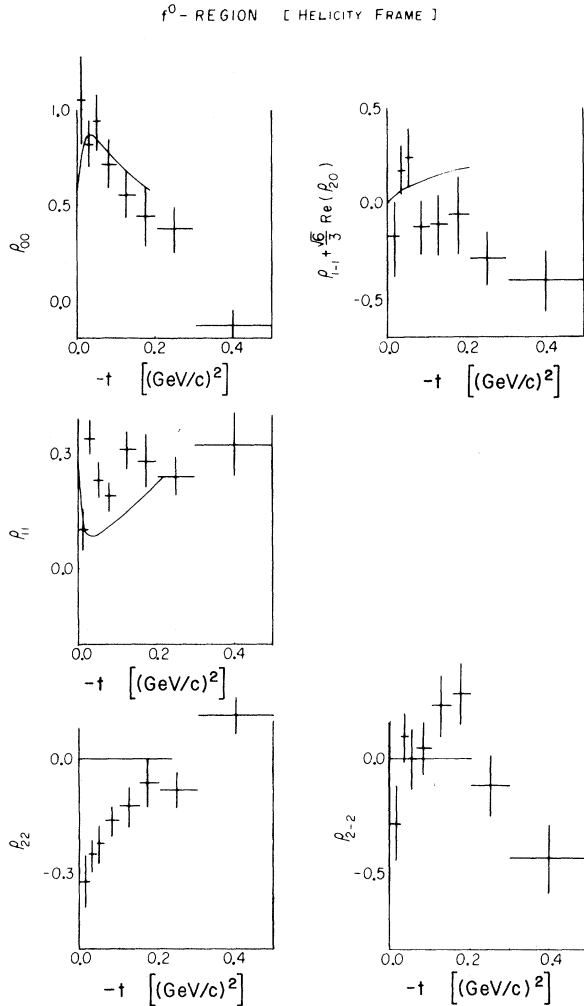 f⁰ - REGION [ HELICITY FRAME ]
1.0
0.5
0.0
ρ₀₀
0.0 0.2 0.4
-t [(GeV/c)²]
0.5
0.0
-0.5
ρ₁₋₁ + √6/3 Re(ρ₂₀)
0.0 0.2 0.4
-t [(GeV/c)²]
0.3
0.0
ρ₁₁
0.0 0.2 0.4
-t [(GeV/c)²]
0.0
-0.3
ρ₂₂
0.0 0.2 0.4
-t [(GeV/c)²]
0.0
-0.5
ρ₂₋₂
0.0 0.2 0.4
-t [(GeV/c)²]